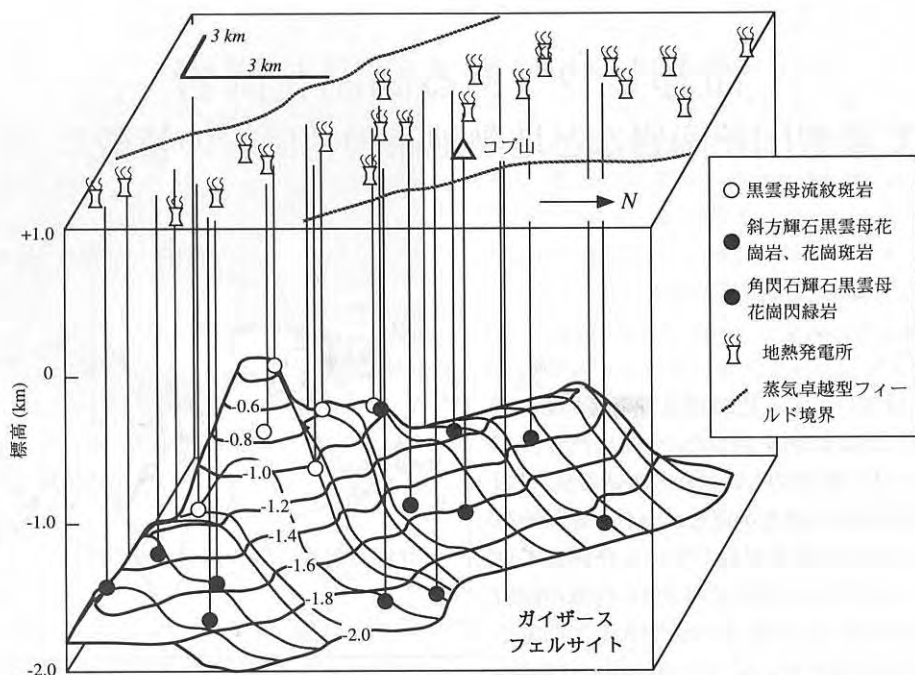 3 km
3 km
コブ山
N
+1.0
0
-1.0
-2.0
標高 (km)
-0.6
-0.8
-1.0
-1.2
-1.4
-1.6
-1.8
-2.0
ガイザース
フェルサイト
黒雲母流紋斑岩
斜方輝石黒雲母花
崗岩、花崗斑岩
角閃石輝石黒雲母
花崗閃緑岩
地熱発電所
蒸気卓越型フィー
ルド境界